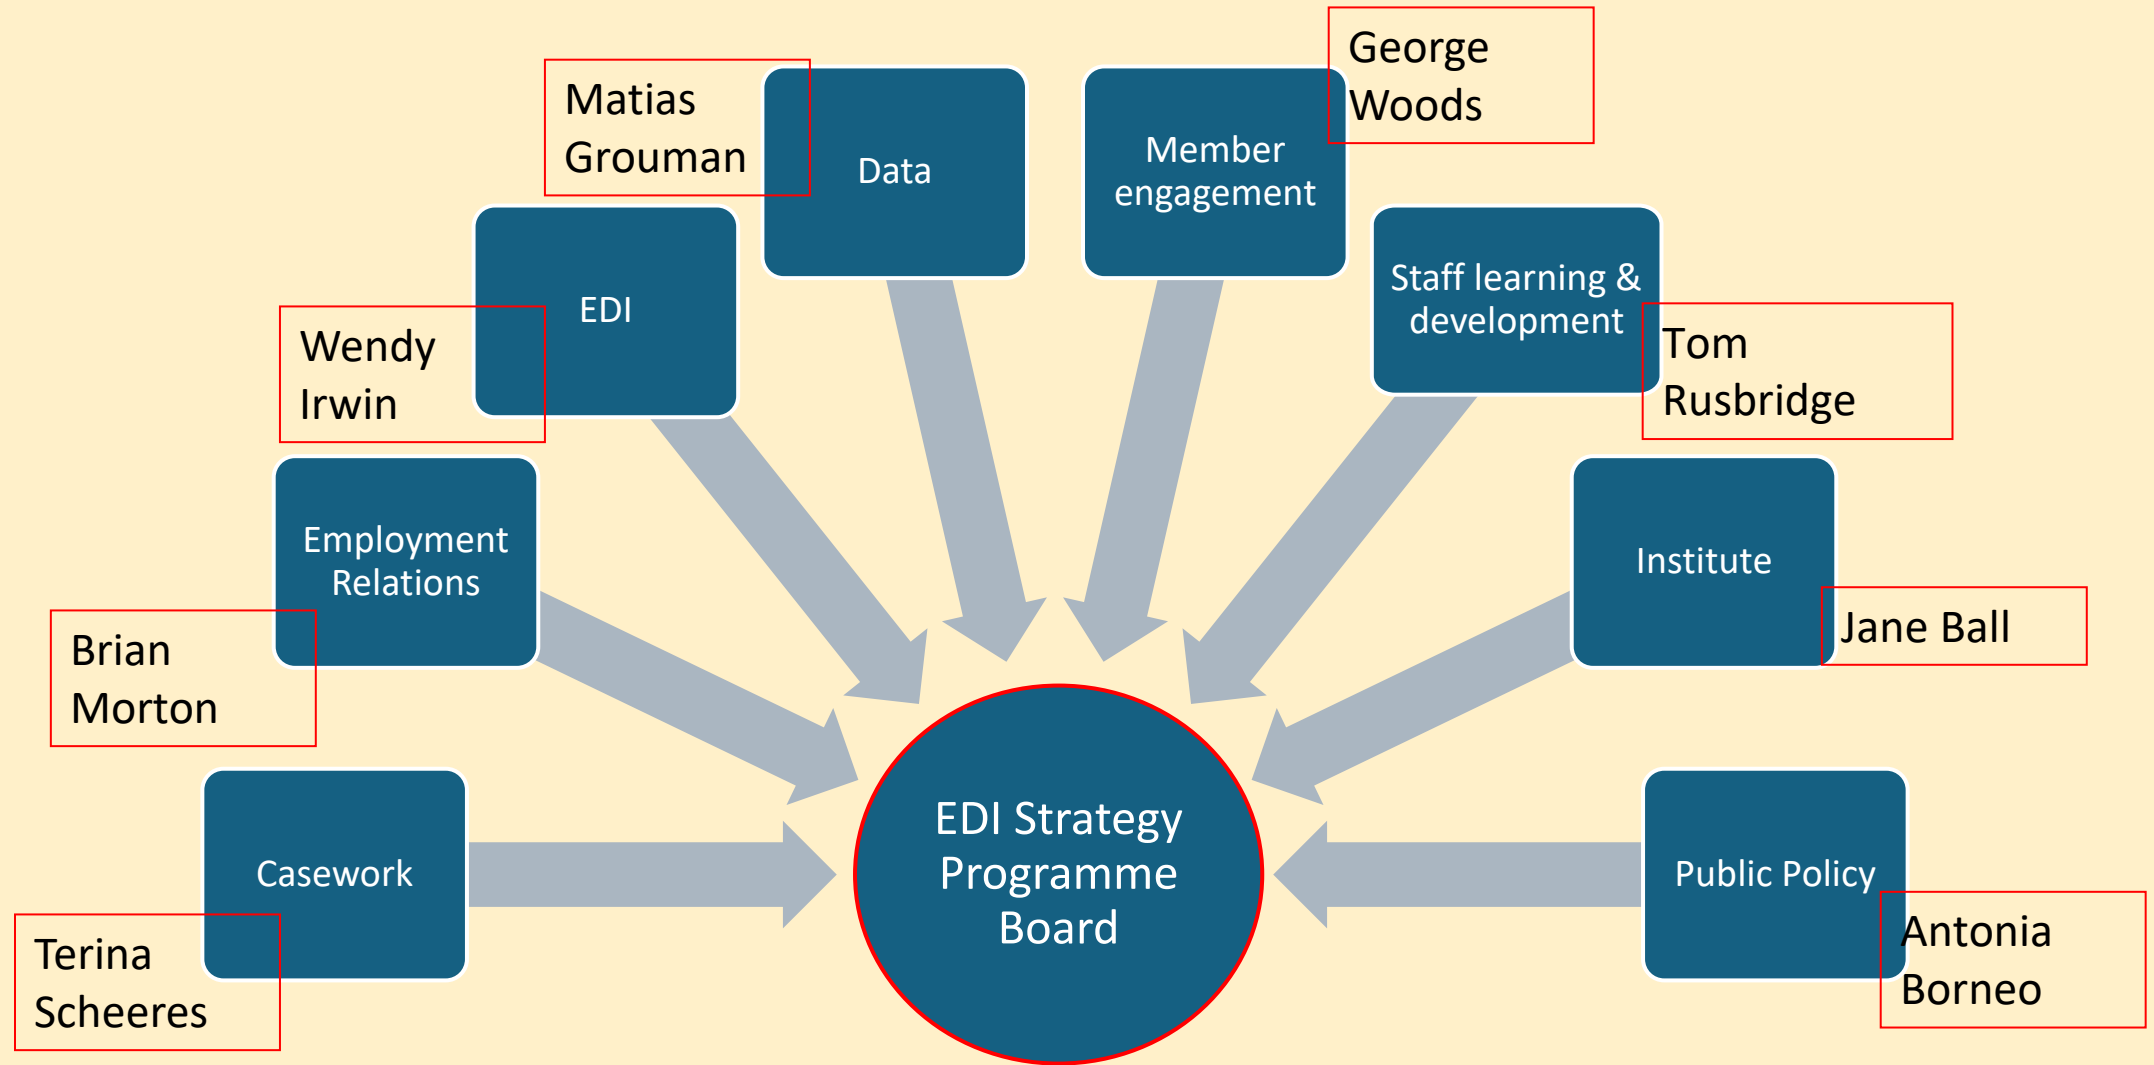 George
Woods
Matias
Grouman
Data
Member
engagement
EDI
Staff learning &
development
Wendy
Irwin
Tom
Rusbridge
Employment
Relations
Institute
Brian
Morton
Jane Ball
Casework
EDI Strategy
Programme
Board
Public Policy
Terina
Scheeres
Antonia
Borneo